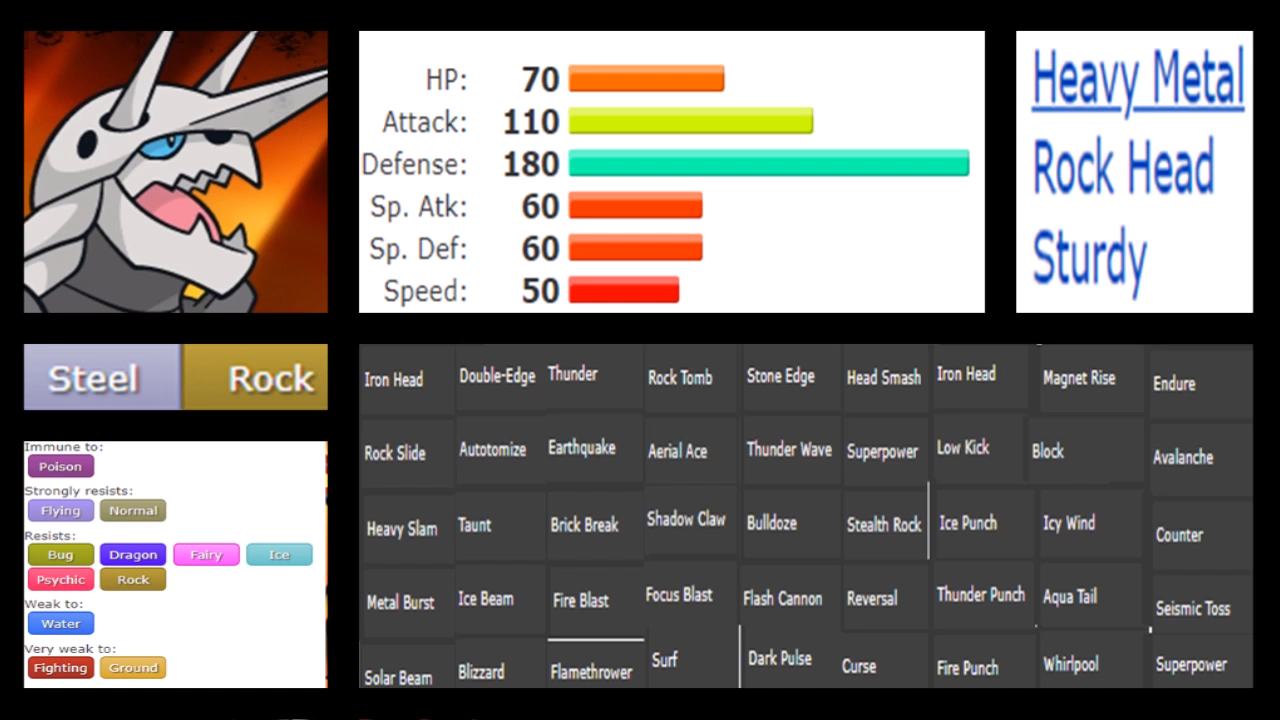 HP: 70
Attack: 110
Defense: 180
Sp. Atk: 60
Sp. Def: 60
Speed: 50
Heavy Metal
Rock Head
Sturdy
Steel Rock
Immune to:
Poison
Strongly resists:
Flying Normal
Resists:
Bug Dragon Fairy Ice
Psychic Rock
Weak to:
Water
Very weak to:
Fighting Ground
Iron Head Double-Edge Thunder Rock Tomb Stone Edge Head Smash Iron Head Magnet Rise Endure
Rock Slide Autotomize Earthquake Aerial Ace Thunder Wave Superpower Low Kick Block Avalanche
Heavy Slam Taunt Brick Break Shadow Claw Bulldoze Stealth Rock Ice Punch Icy Wind Counter
Metal Burst Ice Beam Fire Blast Focus Blast Flash Cannon Reversal Thunder Punch Aqua Tail Seismic Toss
Solar Beam Blizzard Flamethrower Surf Dark Pulse Curse Fire Punch Whirlpool Superpower